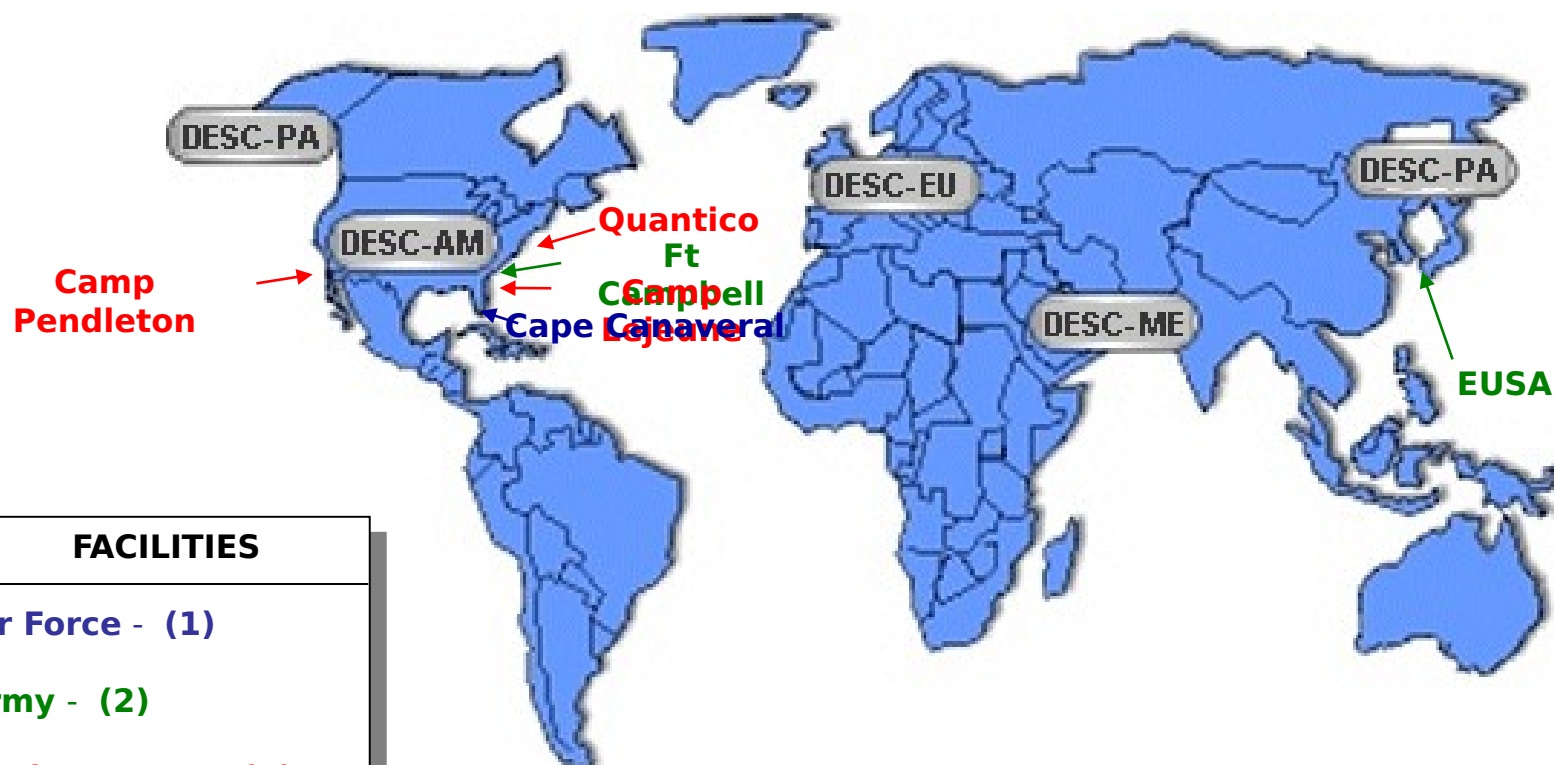 DESC-PA
DESC-EU
DESC-PA
DESC-AM
Quantico
Ft
Campbell
Camp
Lejeune
Cape Canaveral
Camp
Pendleton
DESC-ME
EUSA
FACILITIES
r Force - (1)
rmy - (2)